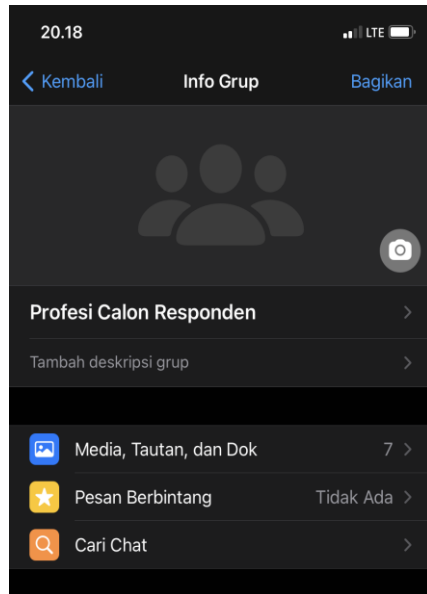 20.18 LTE
Kembali Info Grup Bagikan
Profesi Calon Responden
Tambah deskripsi grup
Media, Tautan, dan Dok 7
Pesan Berbintang Tidak Ada
Cari Chat